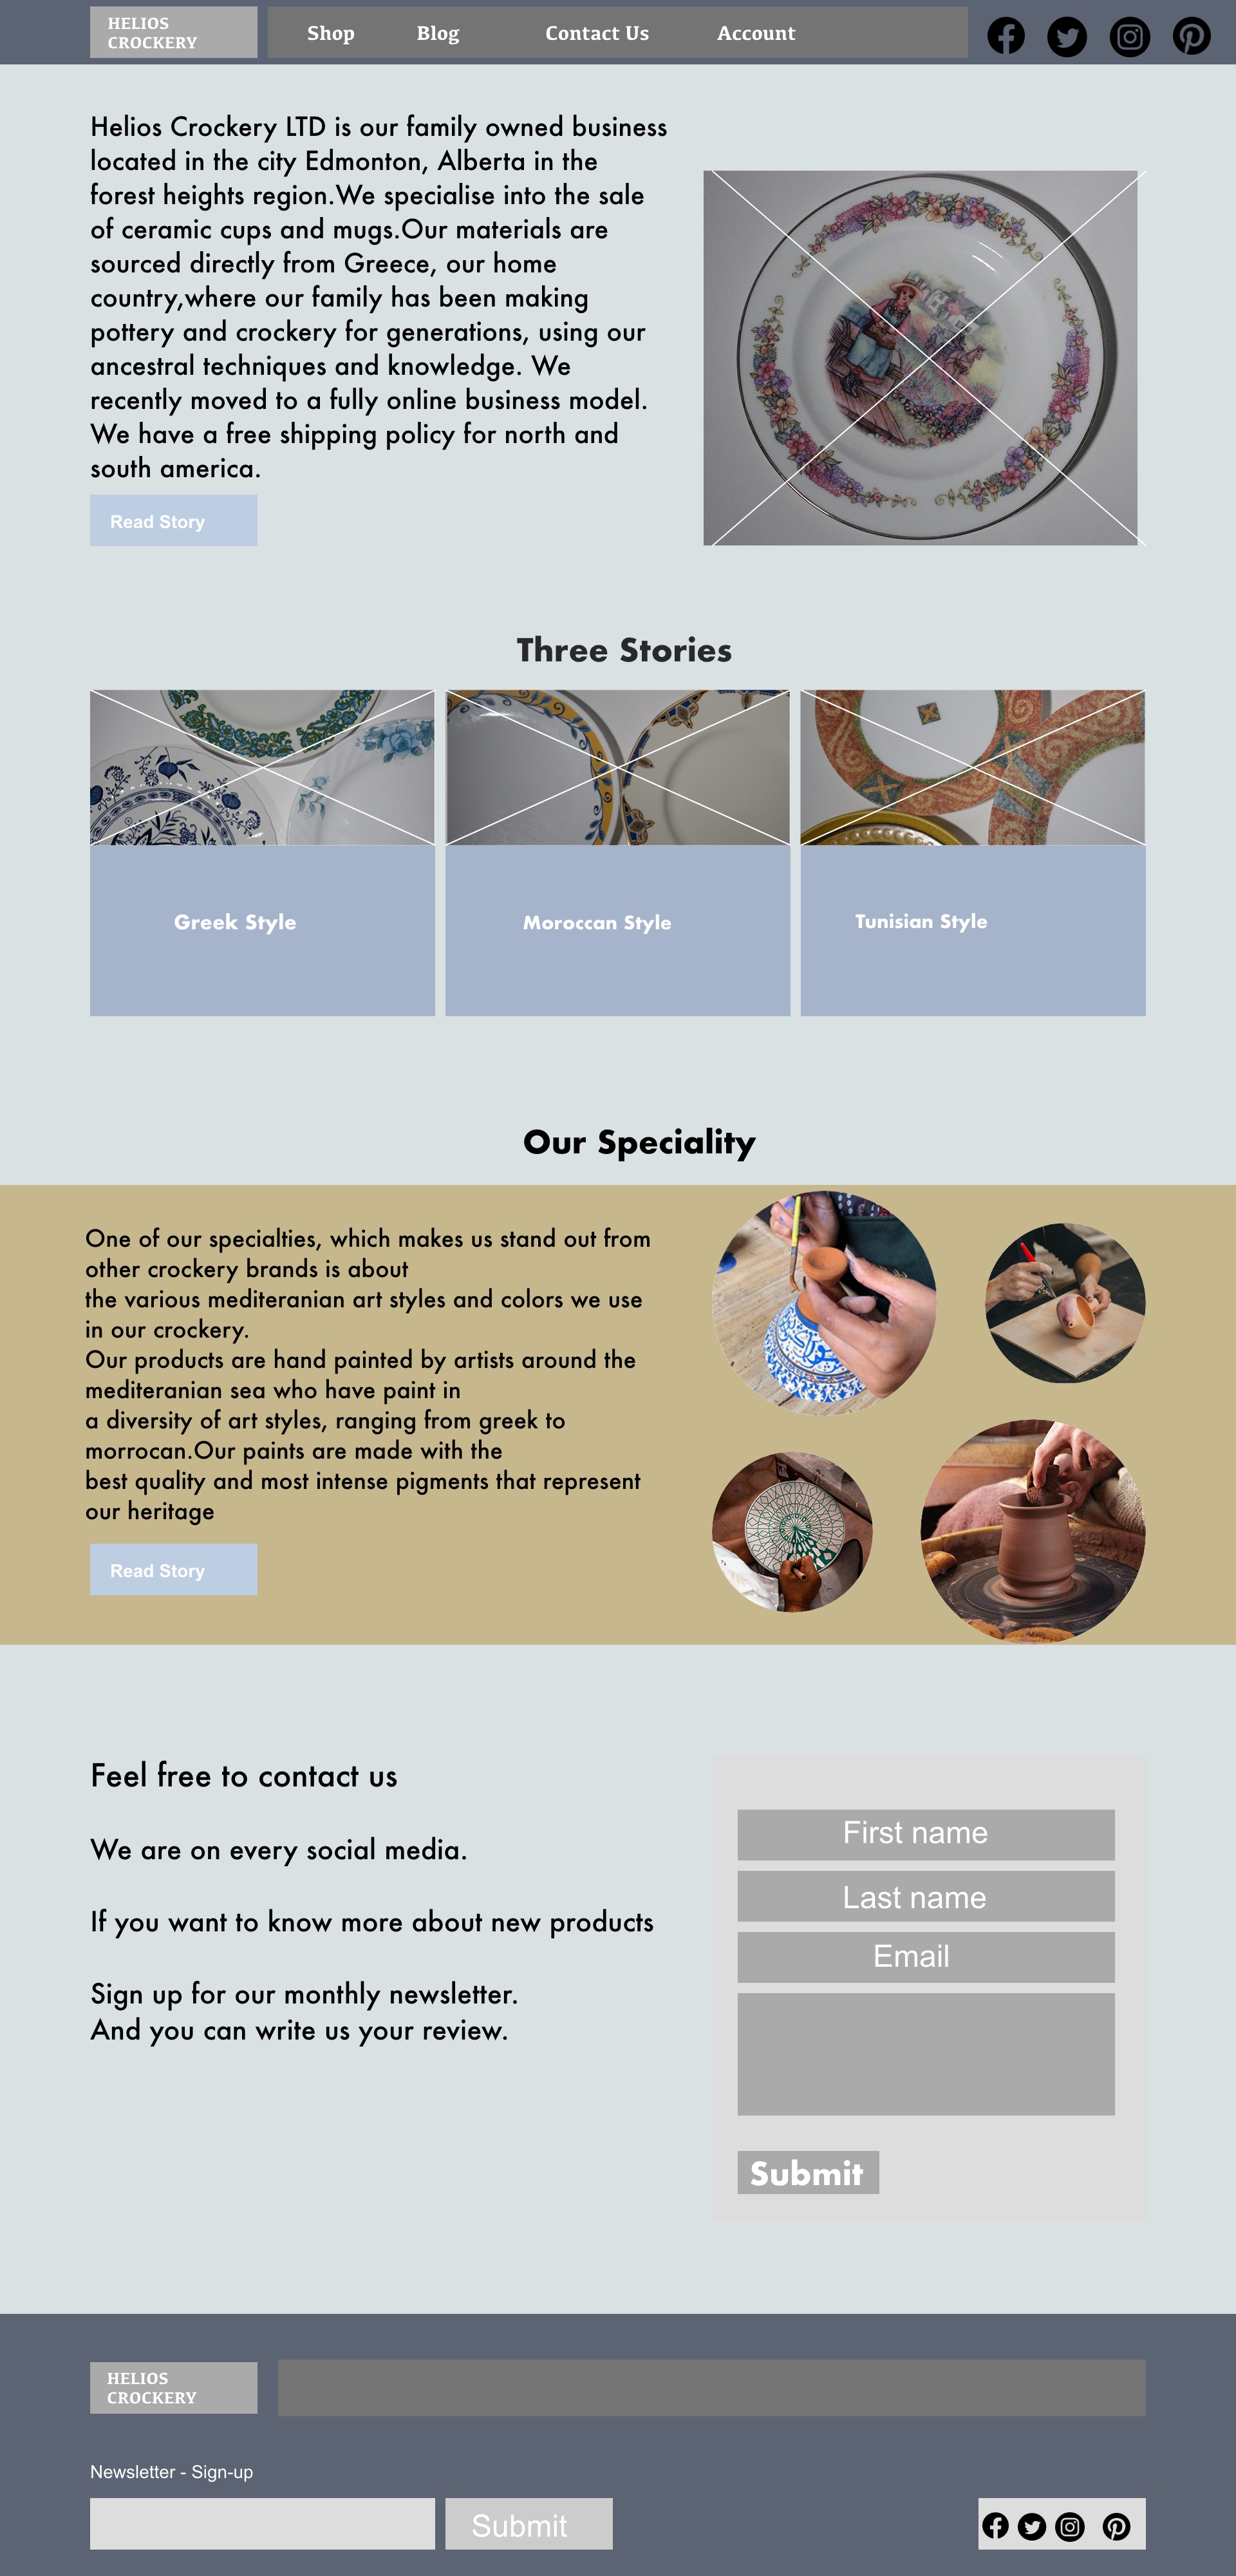 HELIOS
CROCKERY
Shop
Blog
Contact Us
Account
Helios Crockery LTD is our family owned business
located in the city Edmonton, Alberta in the
forest heights region.We specialise into the sale
of ceramic cups and mugs.Our materials are
sourced directly from Greece, our home
country,where our family has been making
pottery and crockery for generations, using our
ancestral techniques and knowledge. We
recently moved to a fully online business model.
We have a free shipping policy for north and
south america.
Read Story
Three Stories
Greek Style
Moroccan Style
Tunisian Style
Our Speciality
One of our specialties, which makes us stand out from
other crockery brands is about
the various mediteranian art styles and colors we use
in our crockery.
Our products are hand painted by artists around the
mediteranian sea who have paint in
a diversity of art styles, ranging from greek to
morrocan.Our paints are made with the
best quality and most intense pigments that represent
our heritage
Read Story
Feel free to contact us
We are on every social media.
If you want to know more about new products
Sign up for our monthly newsletter.
And you can write us your review.
First name
Last name
Email
Submit
HELIOS
CROCKERY
Newsletter - Sign-up
Submit